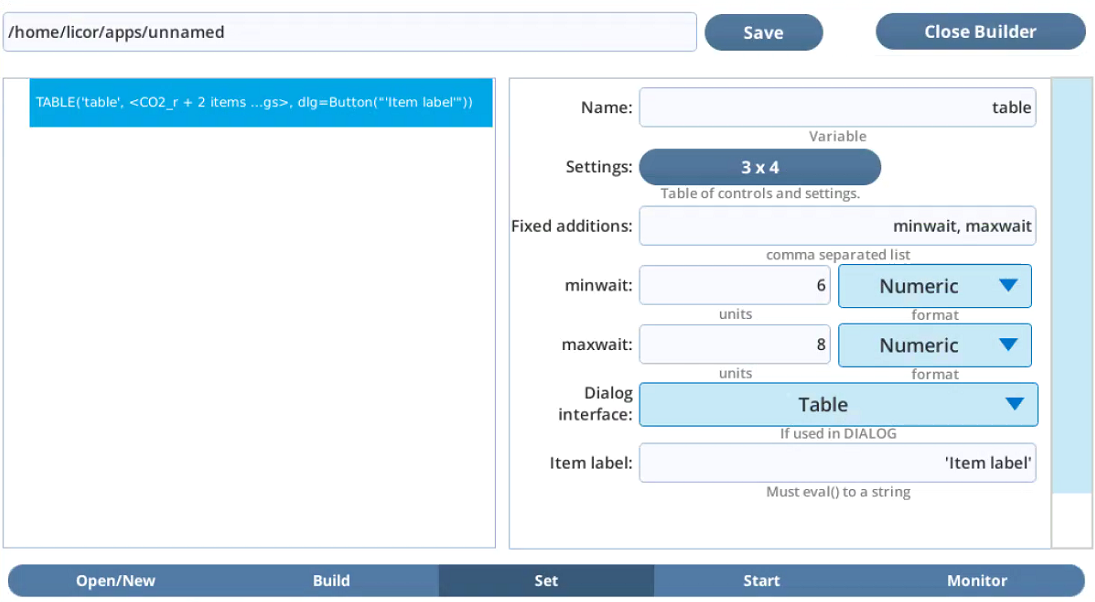 /home/licor/apps/unnamed
Save
Close Builder
TABLE('table', <CO2_r + 2 items ...gs>, dlg=Button("'Item label'"))
Name:
table
Variable
Settings:
3 x 4
Table of controls and settings.
Fixed additions:
minwait, maxwait
comma separated list
minwait:
6
Numeric
units
format
maxwait:
8
Numeric
units
format
Dialog
interface:
Table
If used in DIALOG
Item label:
'Item label'
Must eval() to a string
Open/New
Build
Set
Start
Monitor